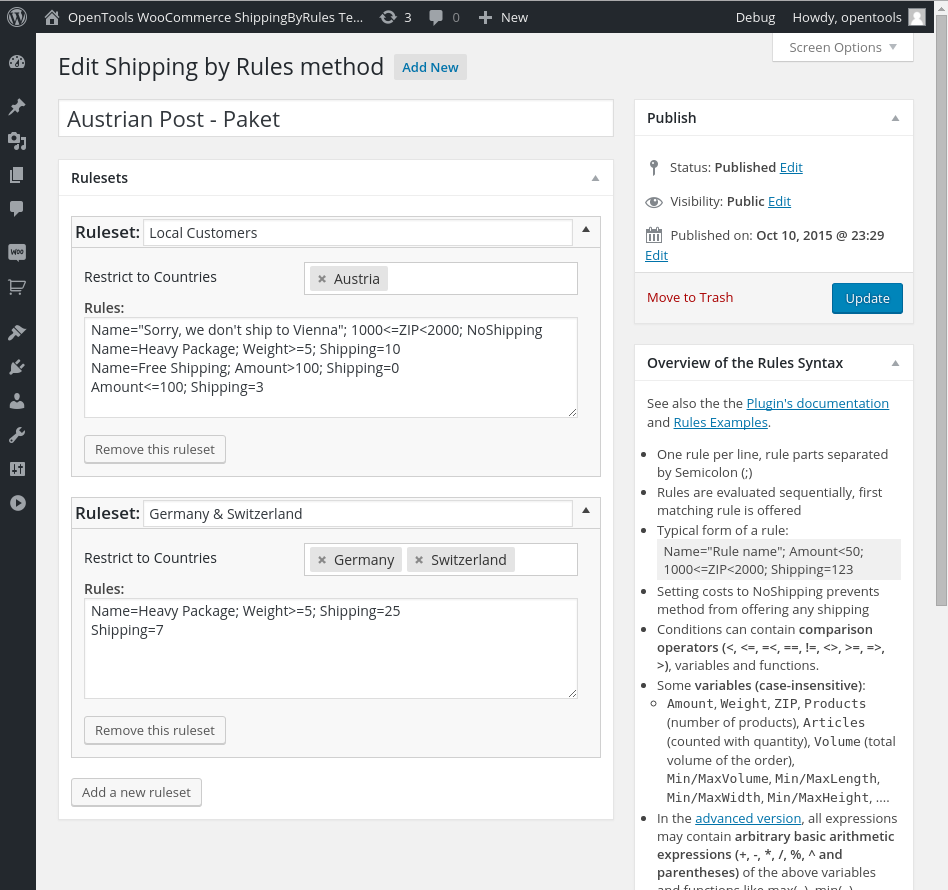 OpenTools WooCommerce ShippingByRules Te... 3 0 New Debug Howdy, opentools
Screen Options
Edit Shipping by Rules method Add New
Austrian Post - Paket
Rulesets
Ruleset: Local Customers
Restrict to Countries × Austria
Rules:
Name="Sorry, we don't ship to Vienna"; 1000<=ZIP<2000; NoShipping
Name=Heavy Package; Weight>=5; Shipping=10
Name=Free Shipping; Amount>100; Shipping=0
Amount<=100; Shipping=3
Remove this ruleset
Ruleset: Germany & Switzerland
Restrict to Countries × Germany × Switzerland
Rules:
Name=Heavy Package; Weight>=5; Shipping=25
Shipping=7
Remove this ruleset
Add a new ruleset
Publish
Status: Published Edit
Visibility: Public Edit
Published on: Oct 10, 2015 @ 23:29
Edit
Move to Trash Update
Overview of the Rules Syntax
See also the the Plugin's documentation
and Rules Examples.
One rule per line, rule parts separated
by Semicolon (;)
Rules are evaluated sequentially, first
matching rule is offered
Typical form of a rule:
Name="Rule name"; Amount<50;
1000<=ZIP<2000; Shipping=123
Setting costs to NoShipping prevents
method from offering any shipping
Conditions can contain comparison
operators (<, <=, =<, ==, !=, <>, >=, =>,
>), variables and functions.
Some variables (case-insensitive):
Amount, Weight, ZIP, Products
(number of products), Articles
(counted with quantity), Volume (total
volume of the order),
Min/MaxVolume, Min/MaxLength,
Min/MaxWidth, Min/MaxHeight, ....
In the advanced version, all expressions
may contain arbitrary basic arithmetic
expressions (+, -, *, /, %, ^ and
parentheses) of the above variables
and functions like max(..), min(..)